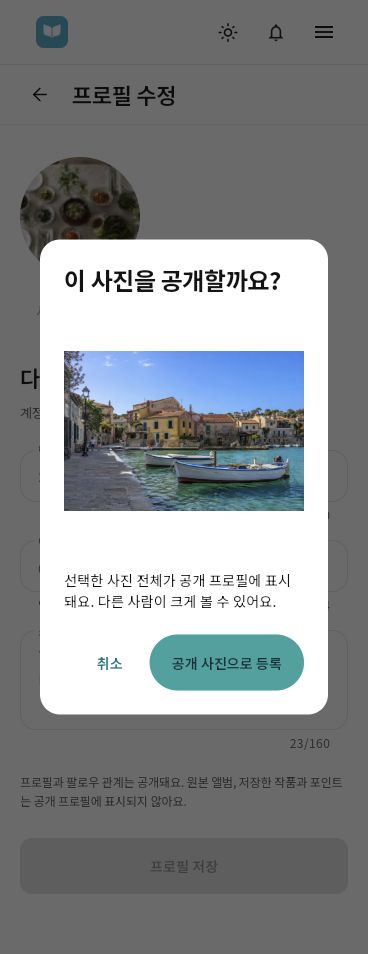 프로필 수정
이 사진을 공개할까요?
선택한 사진 전체가 공개 프로필에 표시
돼요. 다른 사람이 크게 볼 수 있어요.
취소
공개 사진으로 등록
23/160
프로필과 팔로우 관계는 공개돼요. 원본 앨범, 저장한 작품과 포인트
는 공개 프로필에 표시되지 않아요.
프로필 저장